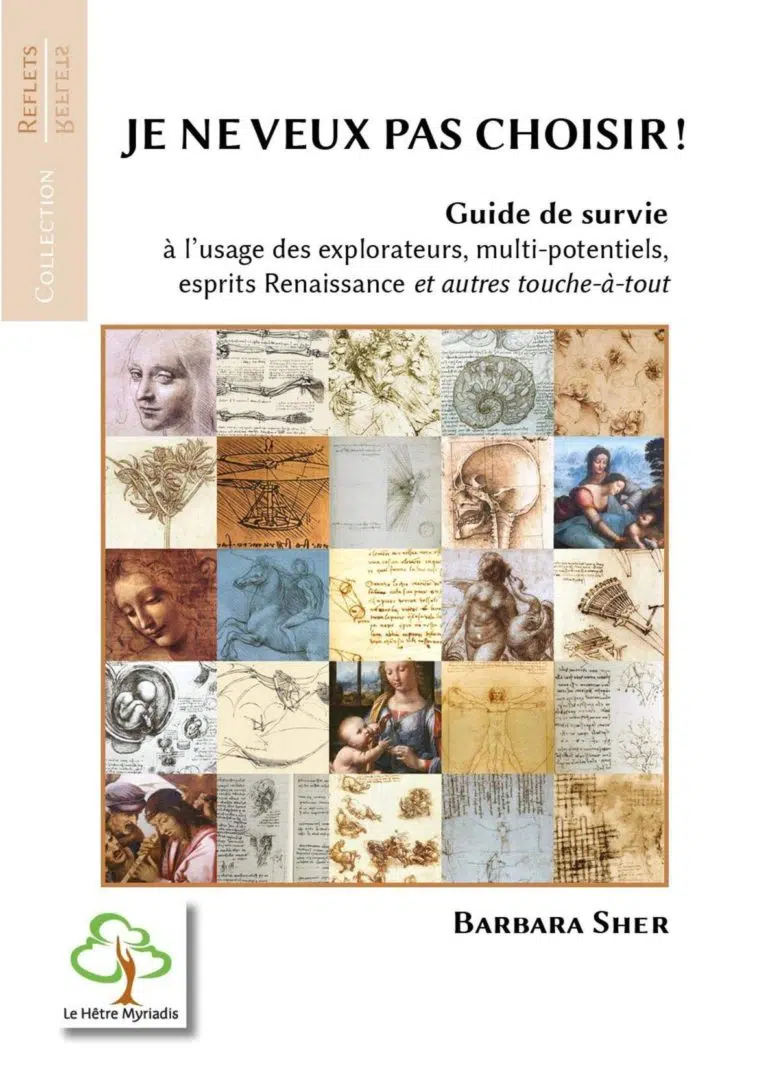 COLLECTION REFLETS
REFLETS
JE NE VEUX PAS CHOISIR !
Guide de survie
à l’usage des explorateurs, multi-potentiels,
esprits Renaissance et autres touche-à-tout
BARBARA SHER
Le Hêtre Myriadis